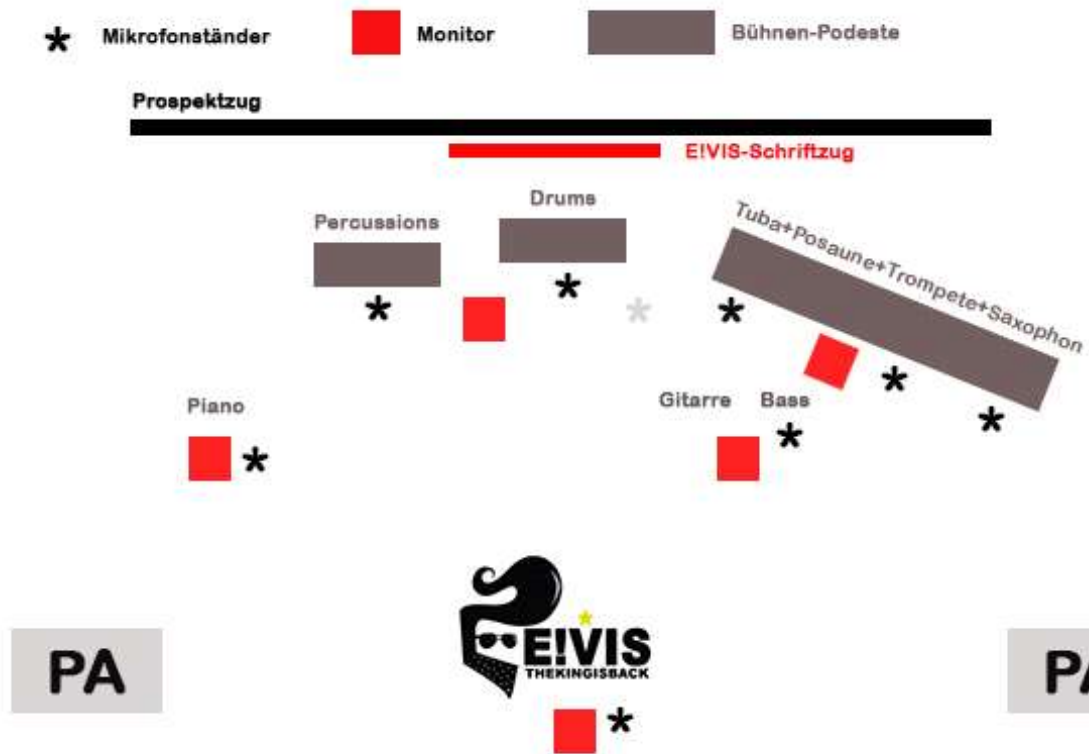 Mikrofonständer
Monitor
Bühnen-Podeste
Prospektzug
E!VIS-Schriftzug
Drums
Percussions
Tuba+Posaune+Trompete+Saxophon
Piano
Gitarre
Bass
E!VIS
THEKINGISBACK
PA
PA